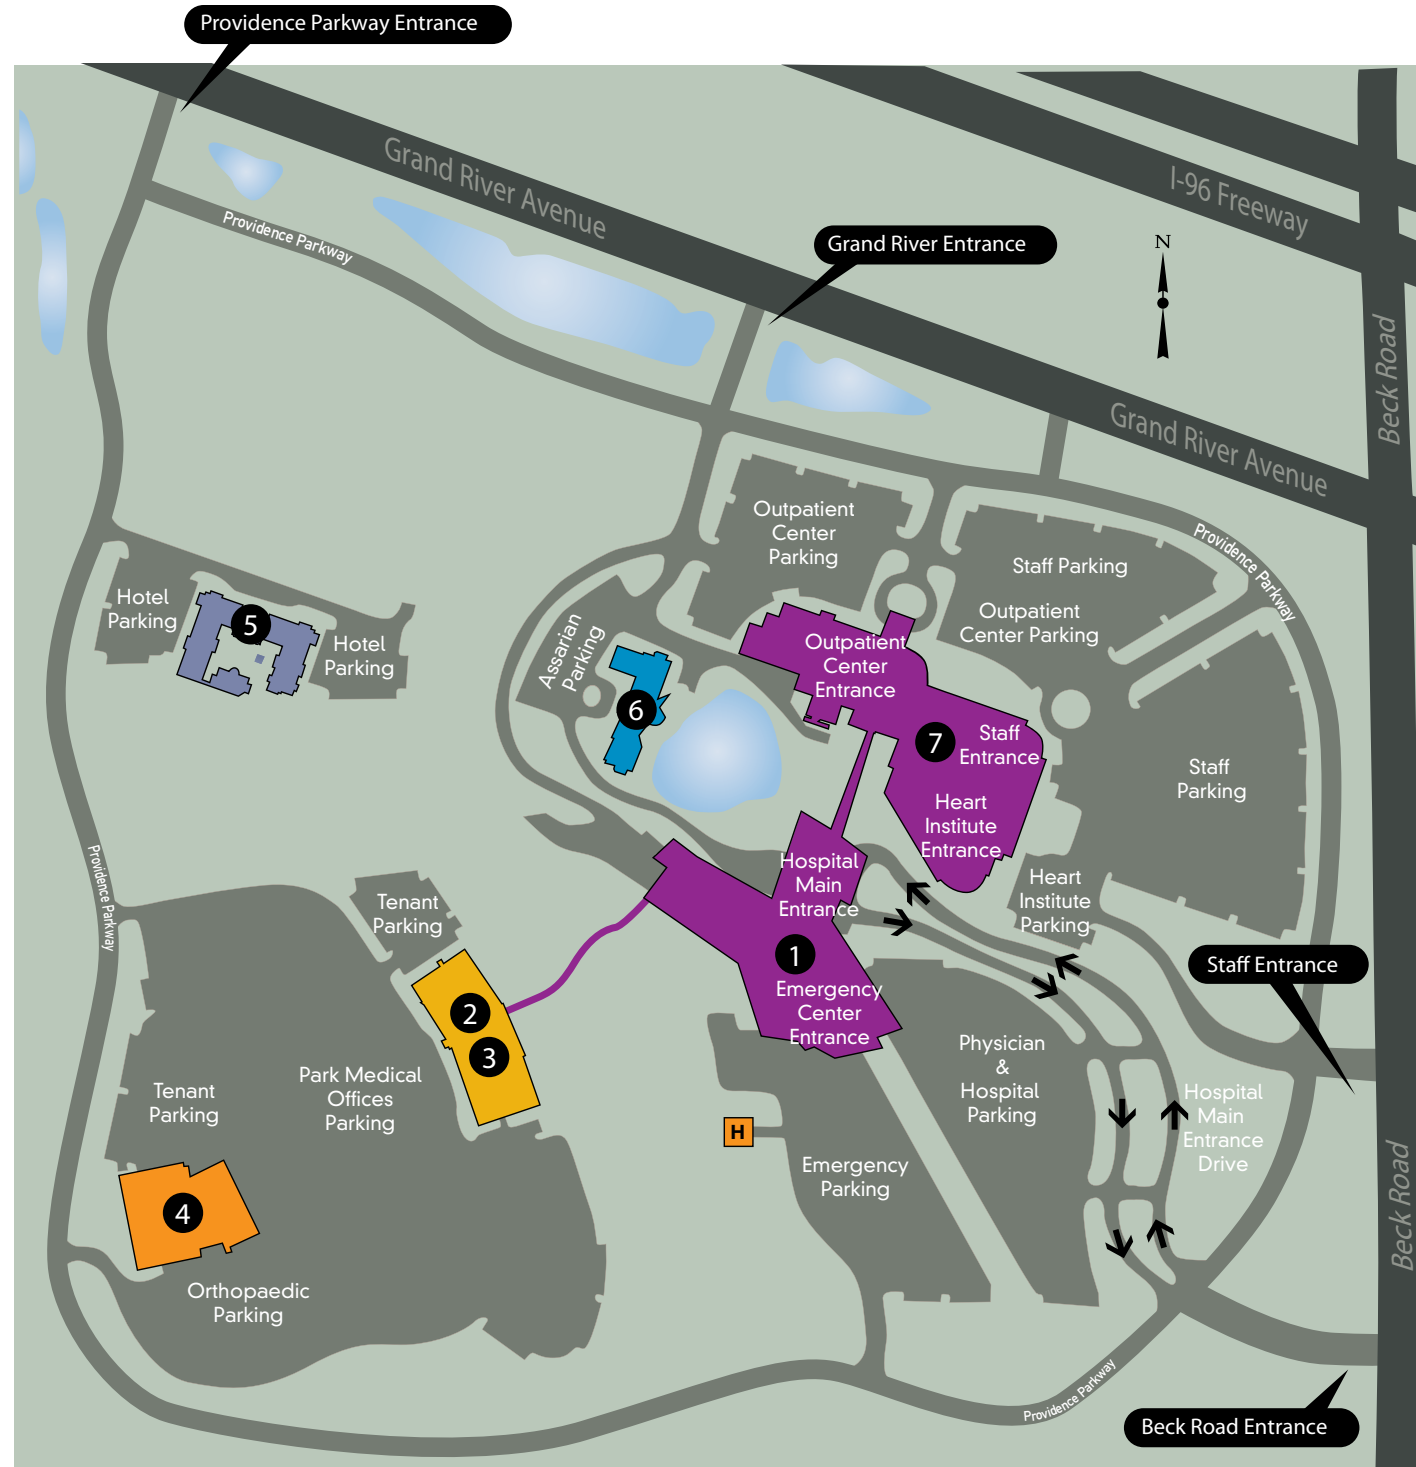 Providence Parkway Entrance
Grand River Avenue
I-96 Freeway
Providence Parkway
Grand River Entrance
N
Beck Road
Grand River Avenue
Outpatient
Center
Parking
Providence Parkway
Staff Parking
Hotel
Parking
5
Outpatient
Center Parking
Hotel
Parking
Assarian
Parking
Outpatient
Center
Entrance
6
7
Staff
Entrance
Staff
Parking
Heart
Institute
Entrance
Providence Parkway
Hospital
Main
Entrance
Heart
Institute
Parking
Tenant
Parking
1
Staff Entrance
Emergency
Center
Entrance
2
3
Physician
&
Hospital
Parking
Park Medical
Offices
Parking
Tenant
Parking
Hospital
Main
Entrance
Drive
H
Emergency
Parking
Beck Road
4
Orthopaedic
Parking
Providence Parkway
Beck Road Entrance